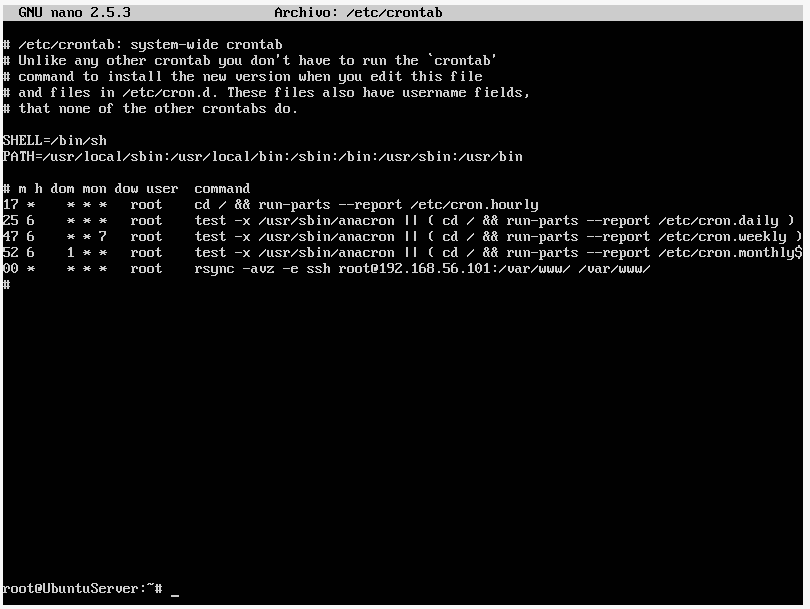 GNU nano 2.5.3 Archivo: /etc/crontab
# /etc/crontab: system-wide crontab
# Unlike any other crontab you don't have to run the `crontab'
# command to install the new version when you edit this file
# and files in /etc/cron.d. These files also have username fields,
# that none of the other crontabs do.
SHELL=/bin/sh
PATH=/usr/local/sbin:/usr/local/bin:/sbin:/bin:/usr/sbin:/usr/bin
# m h dom mon dow user  command
17 *    * * *   root    cd / && run-parts --report /etc/cron.hourly
25 6    * * *   root    test -x /usr/sbin/anacron || ( cd / && run-parts --report /etc/cron.daily )
47 6    * * 7   root    test -x /usr/sbin/anacron || ( cd / && run-parts --report /etc/cron.weekly )
52 6    1 * *   root    test -x /usr/sbin/anacron || ( cd / && run-parts --report /etc/cron.monthly$
00 *    * * *   root    rsync -avz -e ssh root@192.168.56.101:/var/www/ /var/www/
#
root@UbuntuServer:~# _